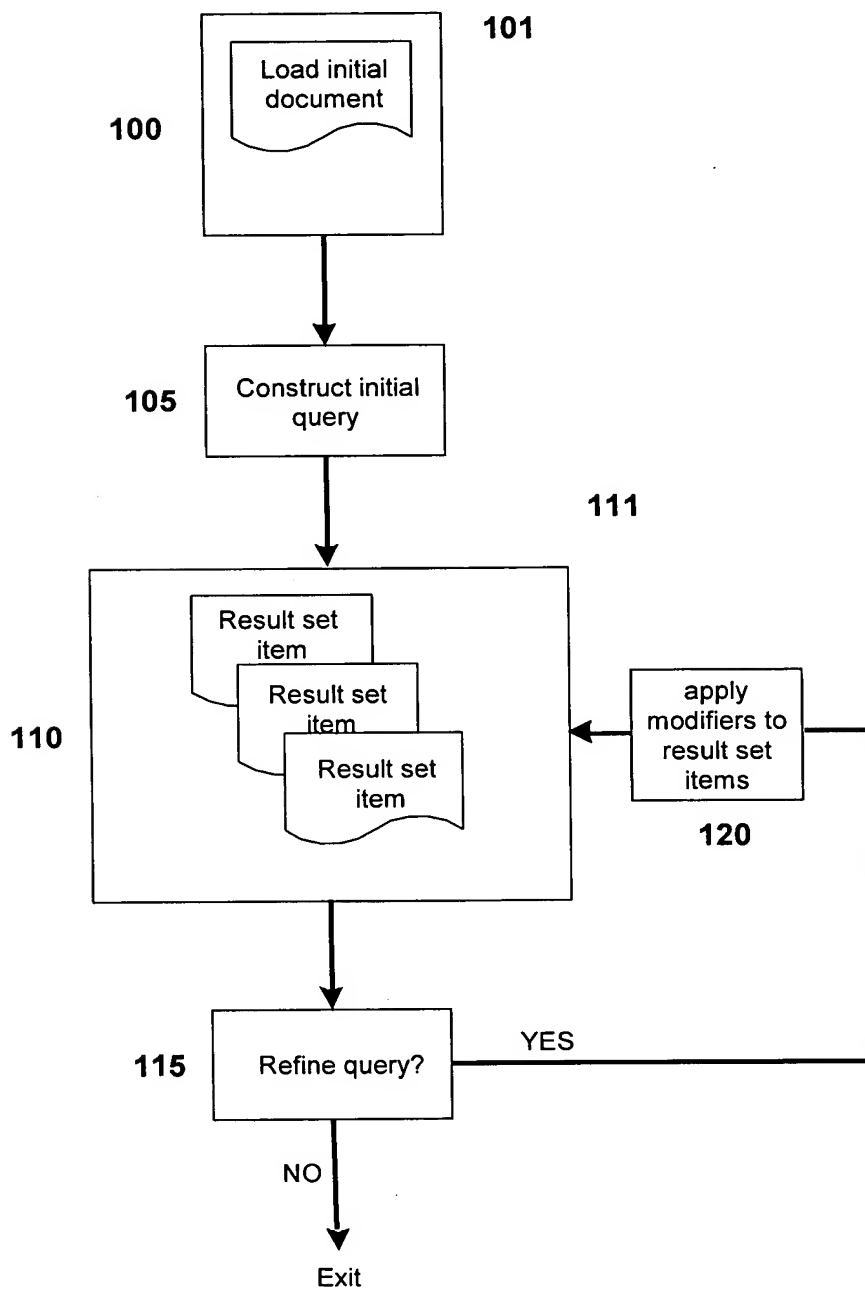 101
Load initial
document
100
105
Construct initial
query
111
Result set
item
Result set
item
Result set
item
110
apply
modifiers to
result set
items
120
115
Refine query?
YES
NO
Exit